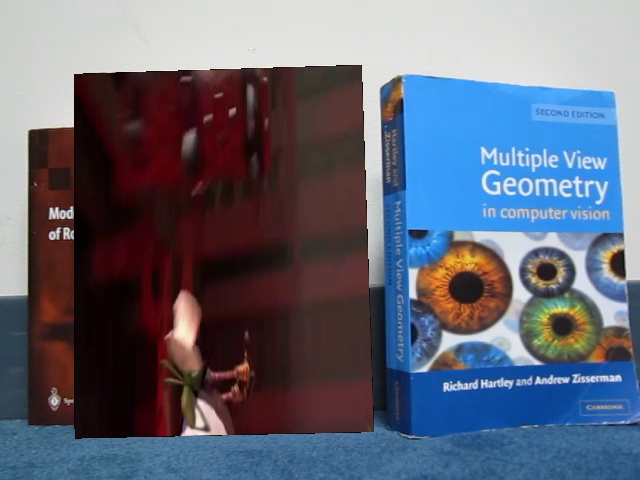 Mod
of Ro
Hartley and
Zisserman
Multiple View Geometry
SECOND EDITION
Multiple View
Geometry
in computer vision
Richard Hartley and Andrew Zisserman
CAMBRIDGE